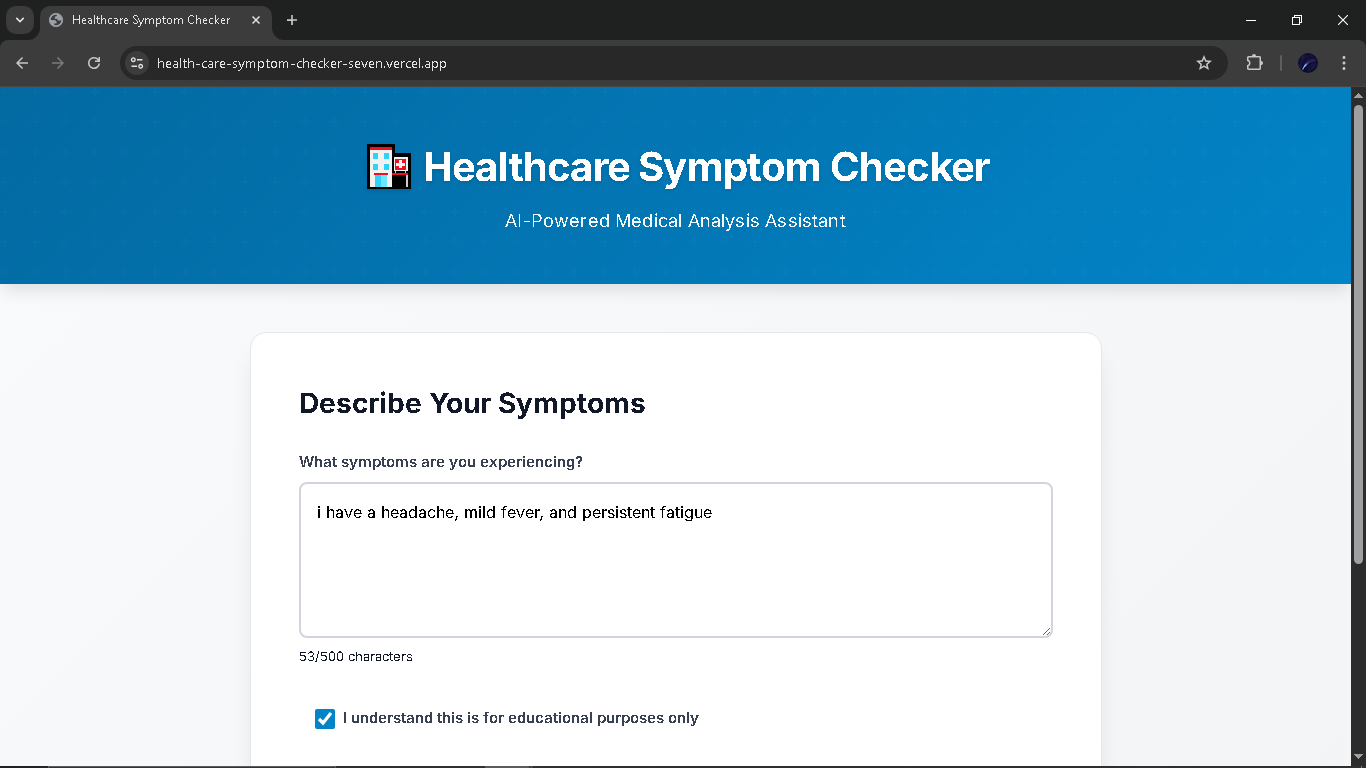 Healthcare Symptom Checker
health-care-symptom-checker-seven.vercel.app
Healthcare Symptom Checker
AI-Powered Medical Analysis Assistant
Describe Your Symptoms
What symptoms are you experiencing?
i have a headache, mild fever, and persistent fatigue
53/500 characters
I understand this is for educational purposes only